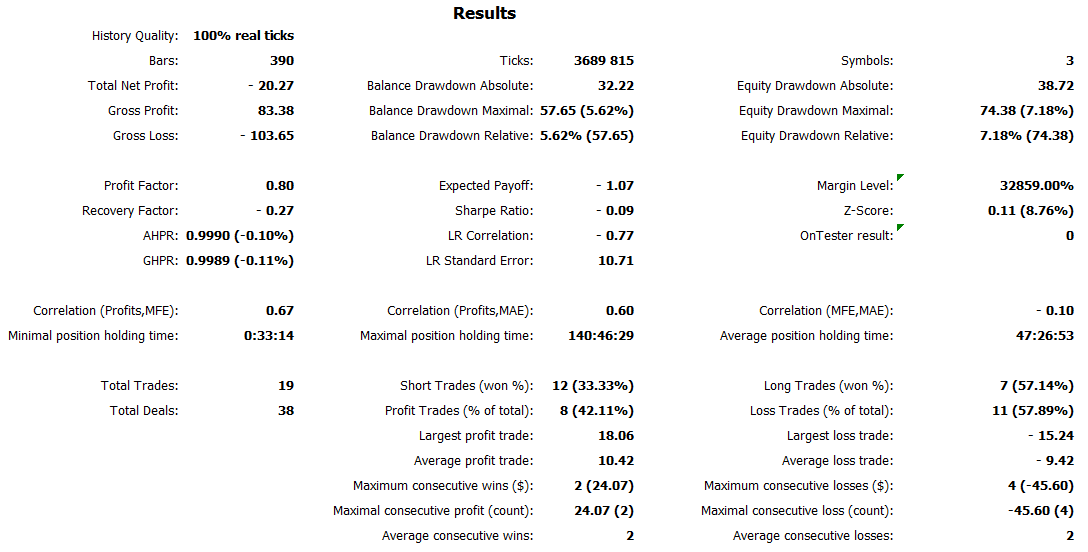 Results
History Quality: 100% real ticks
Bars: 390 Ticks: 3689 815 Symbols: 3
Total Net Profit: - 20.27 Balance Drawdown Absolute: 32.22 Equity Drawdown Absolute: 38.72
Gross Profit: 83.38 Balance Drawdown Maximal: 57.65 (5.62%) Equity Drawdown Maximal: 74.38 (7.18%)
Gross Loss: - 103.65 Balance Drawdown Relative: 5.62% (57.65) Equity Drawdown Relative: 7.18% (74.38)
Profit Factor: 0.80 Expected Payoff: - 1.07 Margin Level: 32859.00%
Recovery Factor: - 0.27 Sharpe Ratio: - 0.09 Z-Score: 0.11 (8.76%)
AHPR: 0.9990 (-0.10%) LR Correlation: - 0.77 OnTester result: 0
GHPR: 0.9989 (-0.11%) LR Standard Error: 10.71
Correlation (Profits,MFE): 0.67 Correlation (Profits,MAE): 0.60 Correlation (MFE,MAE): - 0.10
Minimal position holding time: 0:33:14 Maximal position holding time: 140:46:29 Average position holding time: 47:26:53
Total Trades: 19 Short Trades (won %): 12 (33.33%) Long Trades (won %): 7 (57.14%)
Total Deals: 38 Profit Trades (% of total): 8 (42.11%) Loss Trades (% of total): 11 (57.89%)
Largest profit trade: 18.06 Largest loss trade: - 15.24
Average profit trade: 10.42 Average loss trade: - 9.42
Maximum consecutive wins ($): 2 (24.07) Maximum consecutive losses ($): 4 (-45.60)
Maximal consecutive profit (count): 24.07 (2) Maximal consecutive loss (count): -45.60 (4)
Average consecutive wins: 2 Average consecutive losses: 2